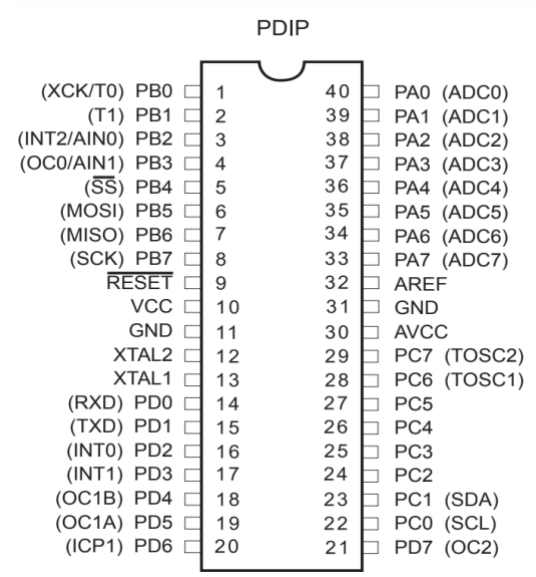 PDIP
(XCK/T0) PB0 1 40 PA0 (ADC0)
(T1) PB1 2 39 PA1 (ADC1)
(INT2/AIN0) PB2 3 38 PA2 (ADC2)
(OC0/AIN1) PB3 4 37 PA3 (ADC3)
(SS) PB4 5 36 PA4 (ADC4)
(MOSI) PB5 6 35 PA5 (ADC5)
(MISO) PB6 7 34 PA6 (ADC6)
(SCK) PB7 8 33 PA7 (ADC7)
RESET 9 32 AREF
VCC 10 31 GND
GND 11 30 AVCC
XTAL2 12 29 PC7 (TOSC2)
XTAL1 13 28 PC6 (TOSC1)
(RXD) PD0 14 27 PC5
(TXD) PD1 15 26 PC4
(INT0) PD2 16 25 PC3
(INT1) PD3 17 24 PC2
(OC1B) PD4 18 23 PC1 (SDA)
(OC1A) PD5 19 22 PC0 (SCL)
(ICP1) PD6 20 21 PD7 (OC2)